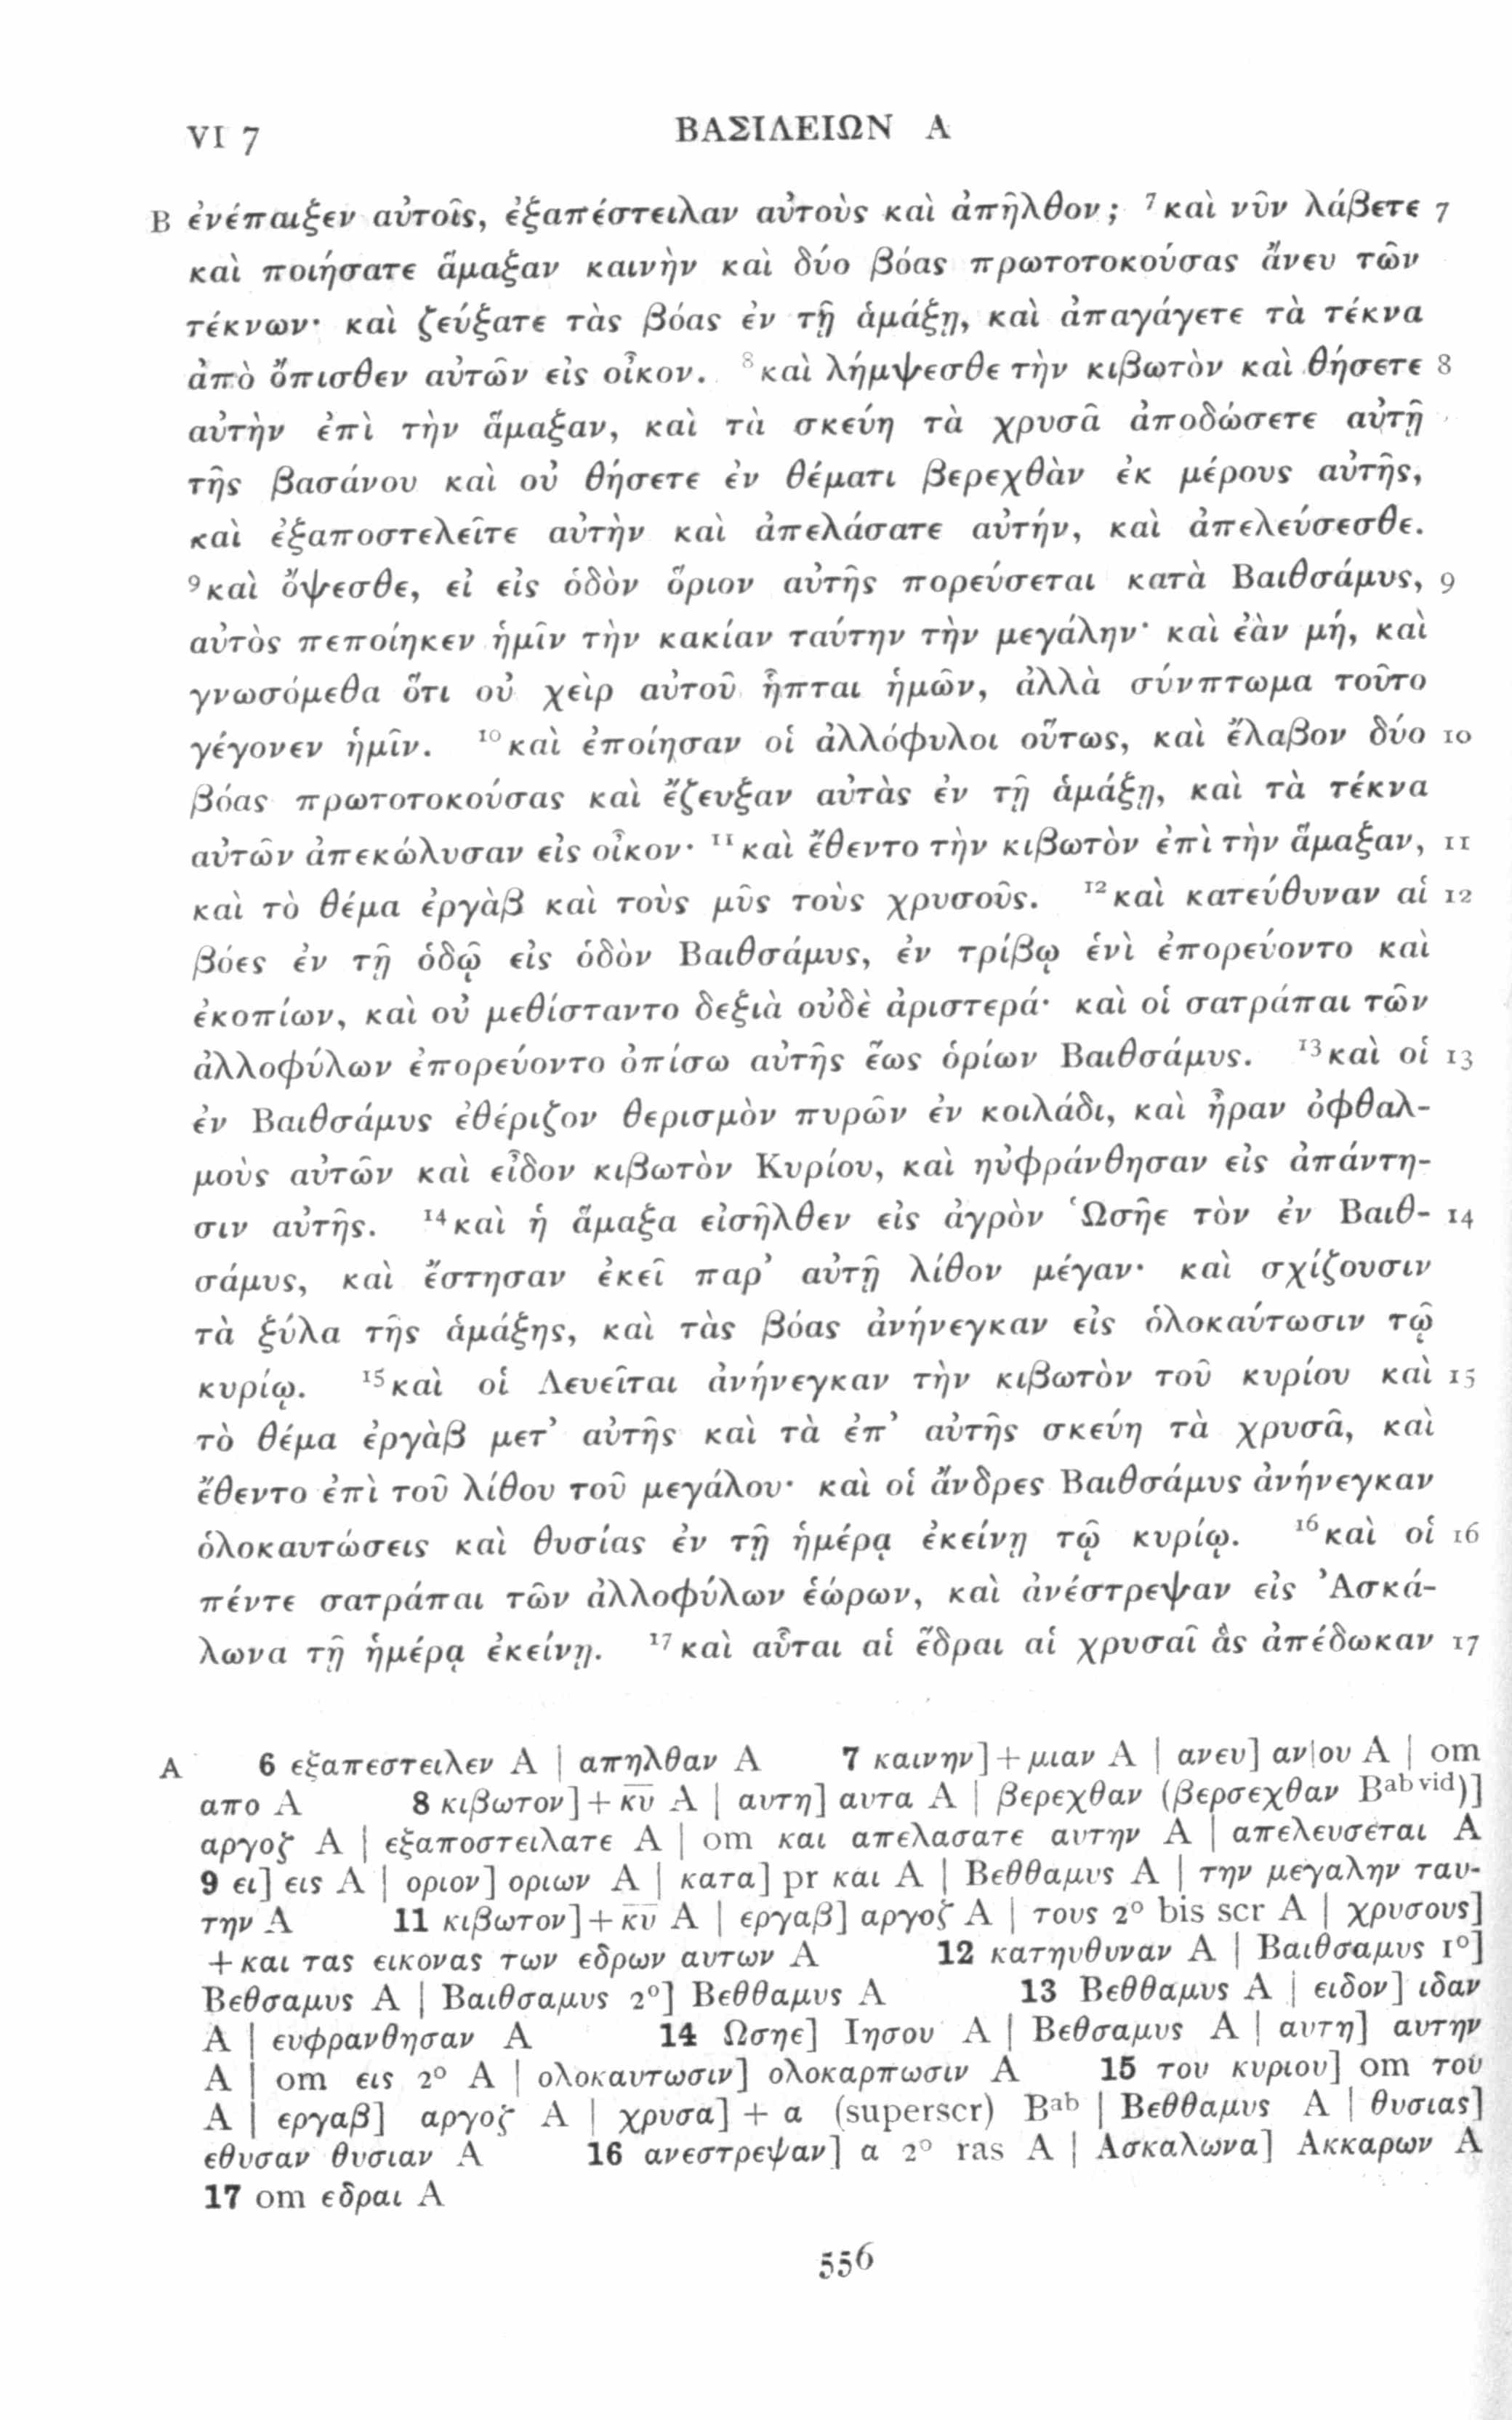 VI 7 ΒΑΣΙΛΕΙΩΝ Α
B ἐνέπαιξεν αὐτοῖς, ἐξαπέστειλαν αὐτοὺς καὶ ἀπῆλθον; ⁷καὶ νῦν λάβετε 7
καὶ ποιήσατε ἅμαξαν καινὴν καὶ δύο βόας πρωτοτοκούσας ἄνευ τῶν
τέκνων· καὶ ζεύξατε τὰς βόας ἐν τῇ ἁμάξῃ, καὶ ἀπαγάγετε τὰ τέκνα
ἀπὸ ὄπισθεν αὐτῶν εἰς οἶκον. ⁸καὶ λήμψεσθε τὴν κιβωτὸν καὶ θήσετε 8
αὐτὴν ἐπὶ τὴν ἅμαξαν, καὶ τὰ σκεύη τὰ χρυσᾶ ἀποδώσετε αὐτῇ
τῆς βασάνου καὶ οὐ θήσετε ἐν θέματι βερεχθὰν ἐκ μέρους αὐτῆς,
καὶ ἐξαποστελεῖτε αὐτὴν καὶ ἀπελάσατε αὐτήν, καὶ ἀπελεύσεσθε.
⁹καὶ ὄψεσθε, εἰ εἰς ὁδὸν ὅριον αὐτῆς πορεύσεται κατὰ Βαιθσάμυς, 9
αὐτὸς πεποίηκεν ἡμῖν τὴν κακίαν ταύτην τὴν μεγάλην· καὶ ἐὰν μή, καὶ
γνωσόμεθα ὅτι οὐ χεὶρ αὐτοῦ ἧπται ἡμῶν, ἀλλὰ σύνπτωμα τοῦτο
γέγονεν ἡμῖν. ¹⁰καὶ ἐποίησαν οἱ ἀλλόφυλοι οὕτως, καὶ ἔλαβον δύο 10
βόας πρωτοτοκούσας καὶ ἔζευξαν αὐτὰς ἐν τῇ ἁμάξῃ, καὶ τὰ τέκνα
αὐτῶν ἀπεκώλυσαν εἰς οἶκον· ¹¹καὶ ἔθεντο τὴν κιβωτὸν ἐπὶ τὴν ἅμαξαν, 11
καὶ τὸ θέμα ἐργὰβ καὶ τοὺς μῦς τοὺς χρυσοῦς. ¹²καὶ κατεύθυναν αἱ 12
βόες ἐν τῇ ὁδῷ εἰς ὁδὸν Βαιθσάμυς, ἐν τρίβῳ ἑνὶ ἐπορεύοντο καὶ
ἐκοπίων, καὶ οὐ μεθίσταντο δεξιὰ οὐδὲ ἀριστερά· καὶ οἱ σατράπαι τῶν
ἀλλοφύλων ἐπορεύοντο ὀπίσω αὐτῆς ἕως ὁρίων Βαιθσάμυς. ¹³καὶ οἱ 13
ἐν Βαιθσάμυς ἐθέριζον θερισμὸν πυρῶν ἐν κοιλάδι, καὶ ἦραν ὀφθαλ-
μοὺς αὐτῶν καὶ εἶδον κιβωτὸν Κυρίου, καὶ ηὐφράνθησαν εἰς ἀπάντη-
σιν αὐτῆς. ¹⁴καὶ ἡ ἅμαξα εἰσῆλθεν εἰς ἀγρὸν Ὡσῆε τὸν ἐν Βαιθ- 14
σάμυς, καὶ ἔστησαν ἐκεῖ παρ᾽ αὐτῇ λίθον μέγαν· καὶ σχίζουσιν
τὰ ξύλα τῆς ἁμάξης, καὶ τὰς βόας ἀνήνεγκαν εἰς ὁλοκαύτωσιν τῷ
κυρίῳ. ¹⁵καὶ οἱ Λευεῖται ἀνήνεγκαν τὴν κιβωτὸν τοῦ κυρίου καὶ 15
τὸ θέμα ἐργὰβ μετ᾽ αὐτῆς καὶ τὰ ἐπ᾽ αὐτῆς σκεύη τὰ χρυσᾶ, καὶ
ἔθεντο ἐπὶ τοῦ λίθου τοῦ μεγάλου· καὶ οἱ ἄνδρες Βαιθσάμυς ἀνήνεγκαν
ὁλοκαυτώσεις καὶ θυσίας ἐν τῇ ἡμέρᾳ ἐκείνῃ τῷ κυρίῳ. ¹⁶καὶ οἱ 16
πέντε σατράπαι τῶν ἀλλοφύλων ἑώρων, καὶ ἀνέστρεψαν εἰς Ἀσκά-
λωνα τῇ ἡμέρᾳ ἐκείνῃ. ¹⁷καὶ αὗται αἱ ἕδραι αἱ χρυσαῖ ἃς ἀπέδωκαν 17
A 6 εξαπεστειλεν A | απηλθαν A 7 καινην] + μιαν A | ανευ] αν|ου A | om
απο A 8 κιβωτον] + κ̅υ̅ A | αυτη] αυτα A | βερεχθαν (βερσεχθαν Bᵃᵇ ᵛⁱᵈ)]
αργοζ A | εξαποστειλατε A | om και απελασατε αυτην A | απελευσεται A
9 ει] εις A | οριον] οριων A | κατα] pr και A | Βεθθαμυς A | την μεγαλην ταυ-
την A 11 κιβωτον] + κ̅υ̅ A | εργαβ] αργοζ A | τους 2⁰ bis scr A | χρυσους]
+ και τας εικονας των εδρων αυτων A 12 κατηυθυναν A | Βαιθσαμυς 1⁰]
Βεθσαμυς A | Βαιθσαμυς 2⁰] Βεθθαμυς A 13 Βεθθαμυς A | ειδον] ιδαν
A | ευφρανθησαν A 14 Ωσηε] Ιησου A | Βεθσαμυς A | αυτη] αυτην
A | om εις 2⁰ A | ολοκαυτωσιν] ολοκαρπωσιν A 15 του κυριου] om του
A | εργαβ] αργοζ A | χρυσα] + α (superscr) Bᵃᵇ | Βεθθαμυς A | θυσιας]
εθυσαν θυσιαν A 16 ανεστρεψαν] α 2⁰ ras A | Ασκαλωνα] Ακκαρων A
17 om εδραι A
556